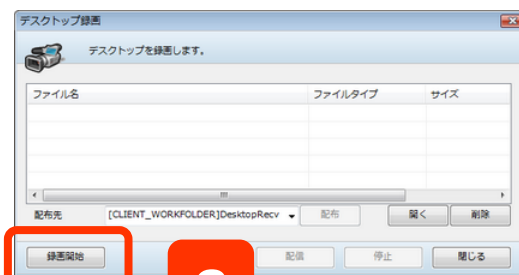 デスクトップ録画
デスクトップを録画します。
ファイル名 ファイルタイプ サイズ
配布先 [CLIENT_WORKFOLDER]DesktopRecv 配布 開く 削除
録画開始 配信 停止 閉じる